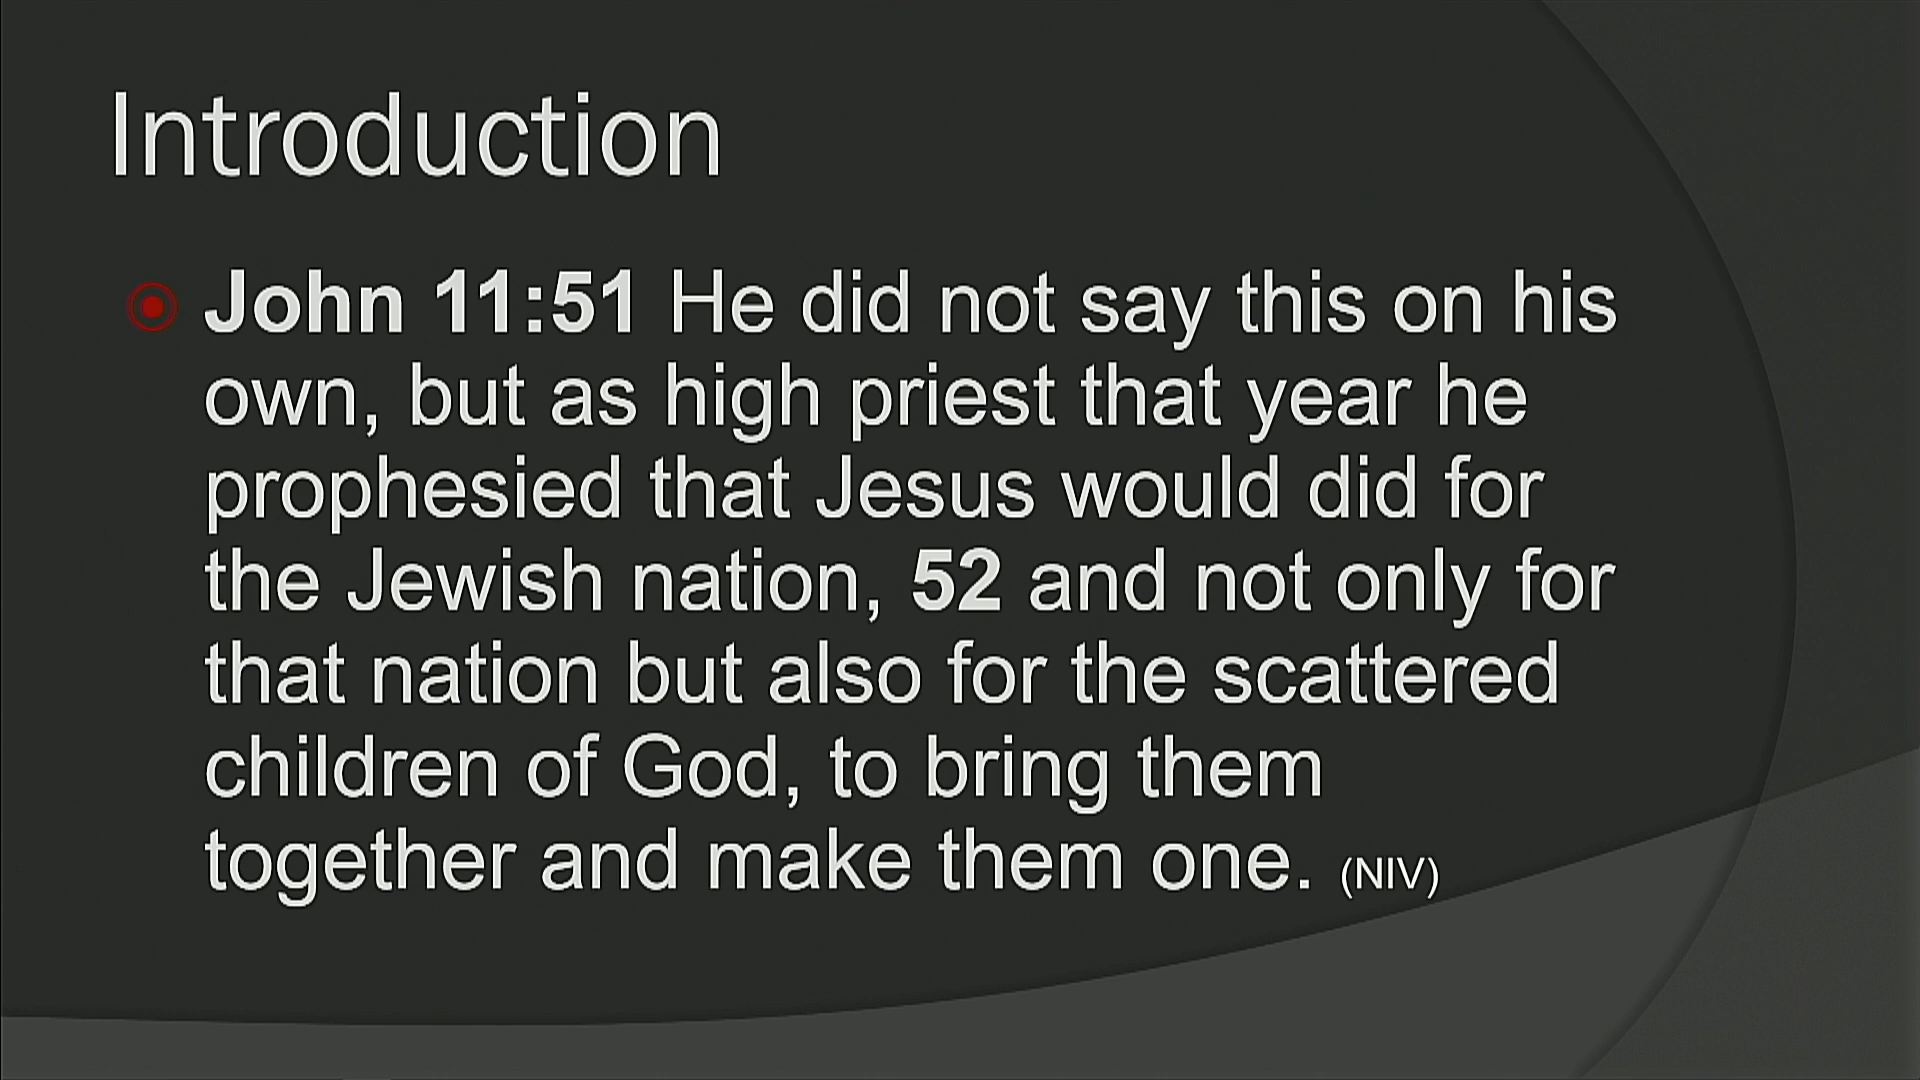 Introduction
John 11:51 He did not say this on his
own, but as high priest that year he
prophesied that Jesus would did for
the Jewish nation, 52 and not only for
that nation but also for the scattered
children of God, to bring them
together and make them one. (NIV)